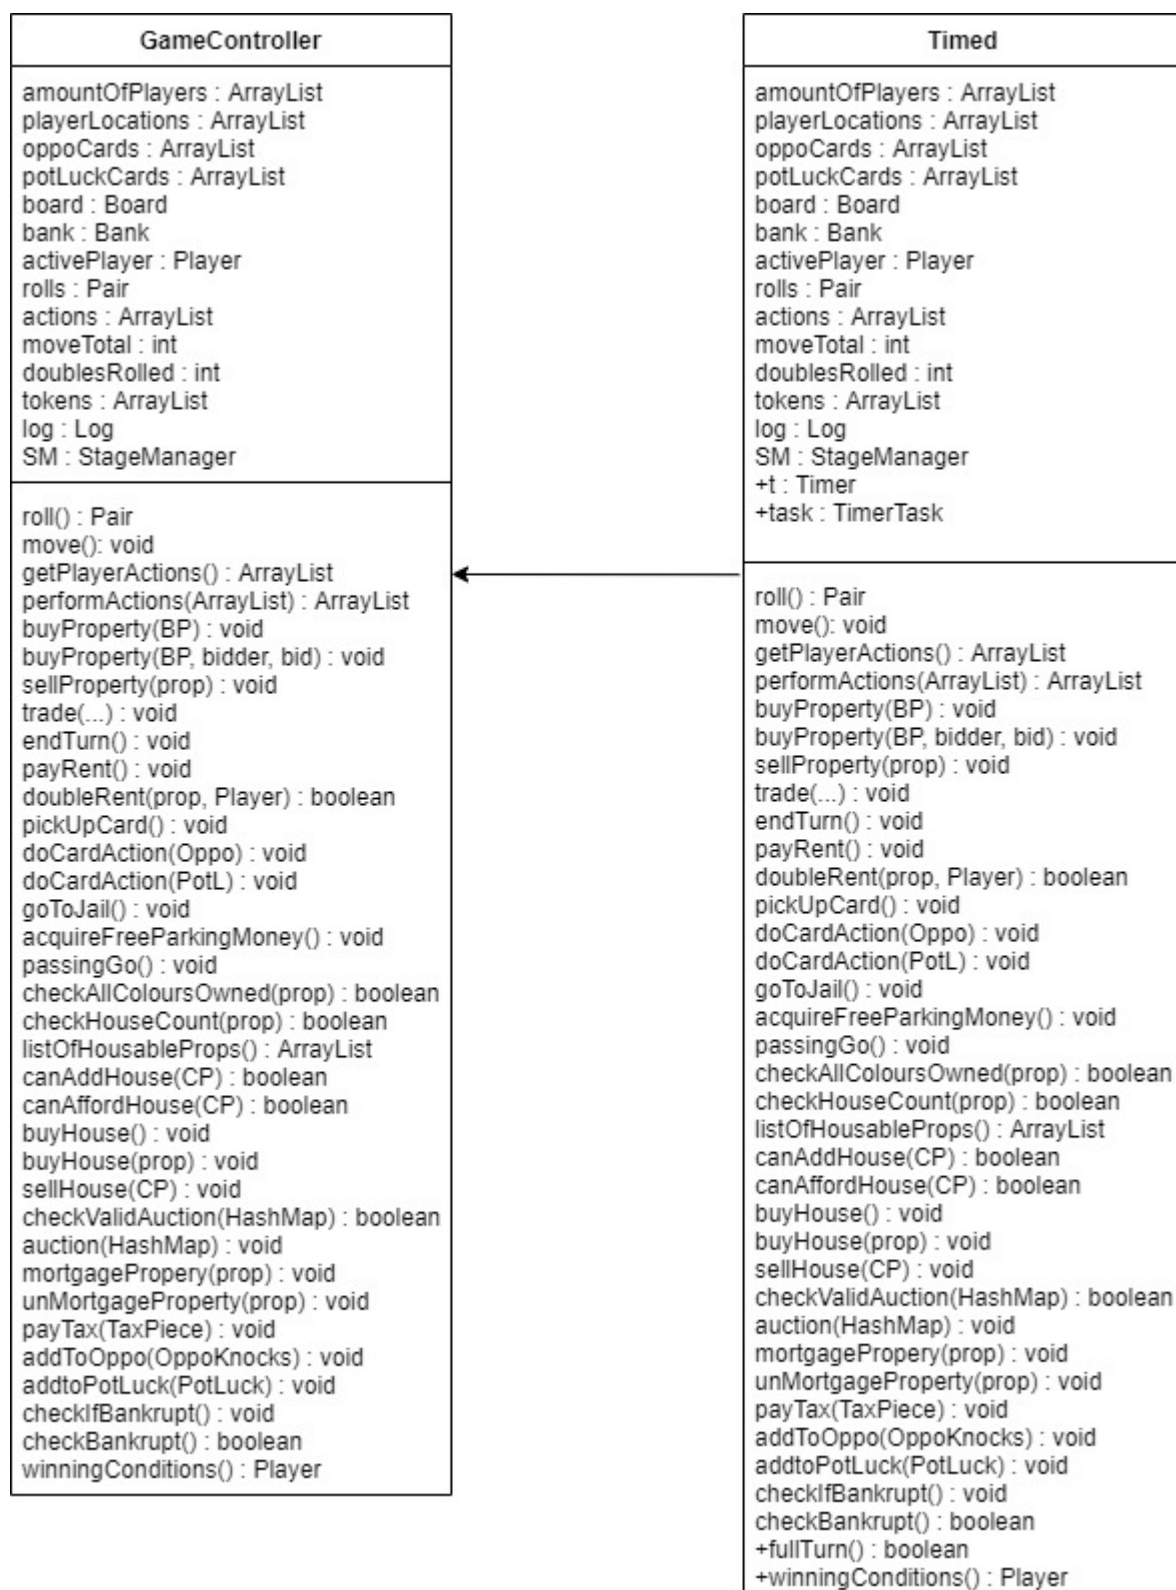 GameController
amountOfPlayers : ArrayList
playerLocations : ArrayList
oppoCards : ArrayList
potLuckCards : ArrayList
board : Board
bank : Bank
activePlayer : Player
rolls : Pair
actions : ArrayList
moveTotal : int
doublesRolled : int
tokens : ArrayList
log : Log
SM : StageManager
roll() : Pair
move(): void
getPlayerActions() : ArrayList
performActions(ArrayList) : ArrayList
buyProperty(BP) : void
buyProperty(BP, bidder, bid) : void
sellProperty(prop) : void
trade(...) : void
endTurn() : void
payRent() : void
doubleRent(prop, Player) : boolean
pickUpCard() : void
doCardAction(Oppo) : void
doCardAction(PotL) : void
goToJail() : void
acquireFreeParkingMoney() : void
passingGo() : void
checkAllColoursOwned(prop) : boolean
checkHouseCount(prop) : boolean
listOfHousableProps() : ArrayList
canAddHouse(CP) : boolean
canAffordHouse(CP) : boolean
buyHouse() : void
buyHouse(prop) : void
sellHouse(CP) : void
checkValidAuction(HashMap) : boolean
auction(HashMap) : void
mortgagePropery(prop) : void
unMortgageProperty(prop) : void
payTax(TaxPiece) : void
addToOppo(OppoKnocks) : void
addtoPotLuck(PotLuck) : void
checkIfBankrupt() : void
checkBankrupt() : boolean
winningConditions() : Player
Timed
amountOfPlayers : ArrayList
playerLocations : ArrayList
oppoCards : ArrayList
potLuckCards : ArrayList
board : Board
bank : Bank
activePlayer : Player
rolls : Pair
actions : ArrayList
moveTotal : int
doublesRolled : int
tokens : ArrayList
log : Log
SM : StageManager
+t : Timer
+task : TimerTask
roll() : Pair
move(): void
getPlayerActions() : ArrayList
performActions(ArrayList) : ArrayList
buyProperty(BP) : void
buyProperty(BP, bidder, bid) : void
sellProperty(prop) : void
trade(...) : void
endTurn() : void
payRent() : void
doubleRent(prop, Player) : boolean
pickUpCard() : void
doCardAction(Oppo) : void
doCardAction(PotL) : void
goToJail() : void
acquireFreeParkingMoney() : void
passingGo() : void
checkAllColoursOwned(prop) : boolean
checkHouseCount(prop) : boolean
listOfHousableProps() : ArrayList
canAddHouse(CP) : boolean
canAffordHouse(CP) : boolean
buyHouse() : void
buyHouse(prop) : void
sellHouse(CP) : void
checkValidAuction(HashMap) : boolean
auction(HashMap) : void
mortgagePropery(prop) : void
unMortgageProperty(prop) : void
payTax(TaxPiece) : void
addToOppo(OppoKnocks) : void
addtoPotLuck(PotLuck) : void
checkIfBankrupt() : void
checkBankrupt() : boolean
+fullTurn() : boolean
+winningConditions() : Player